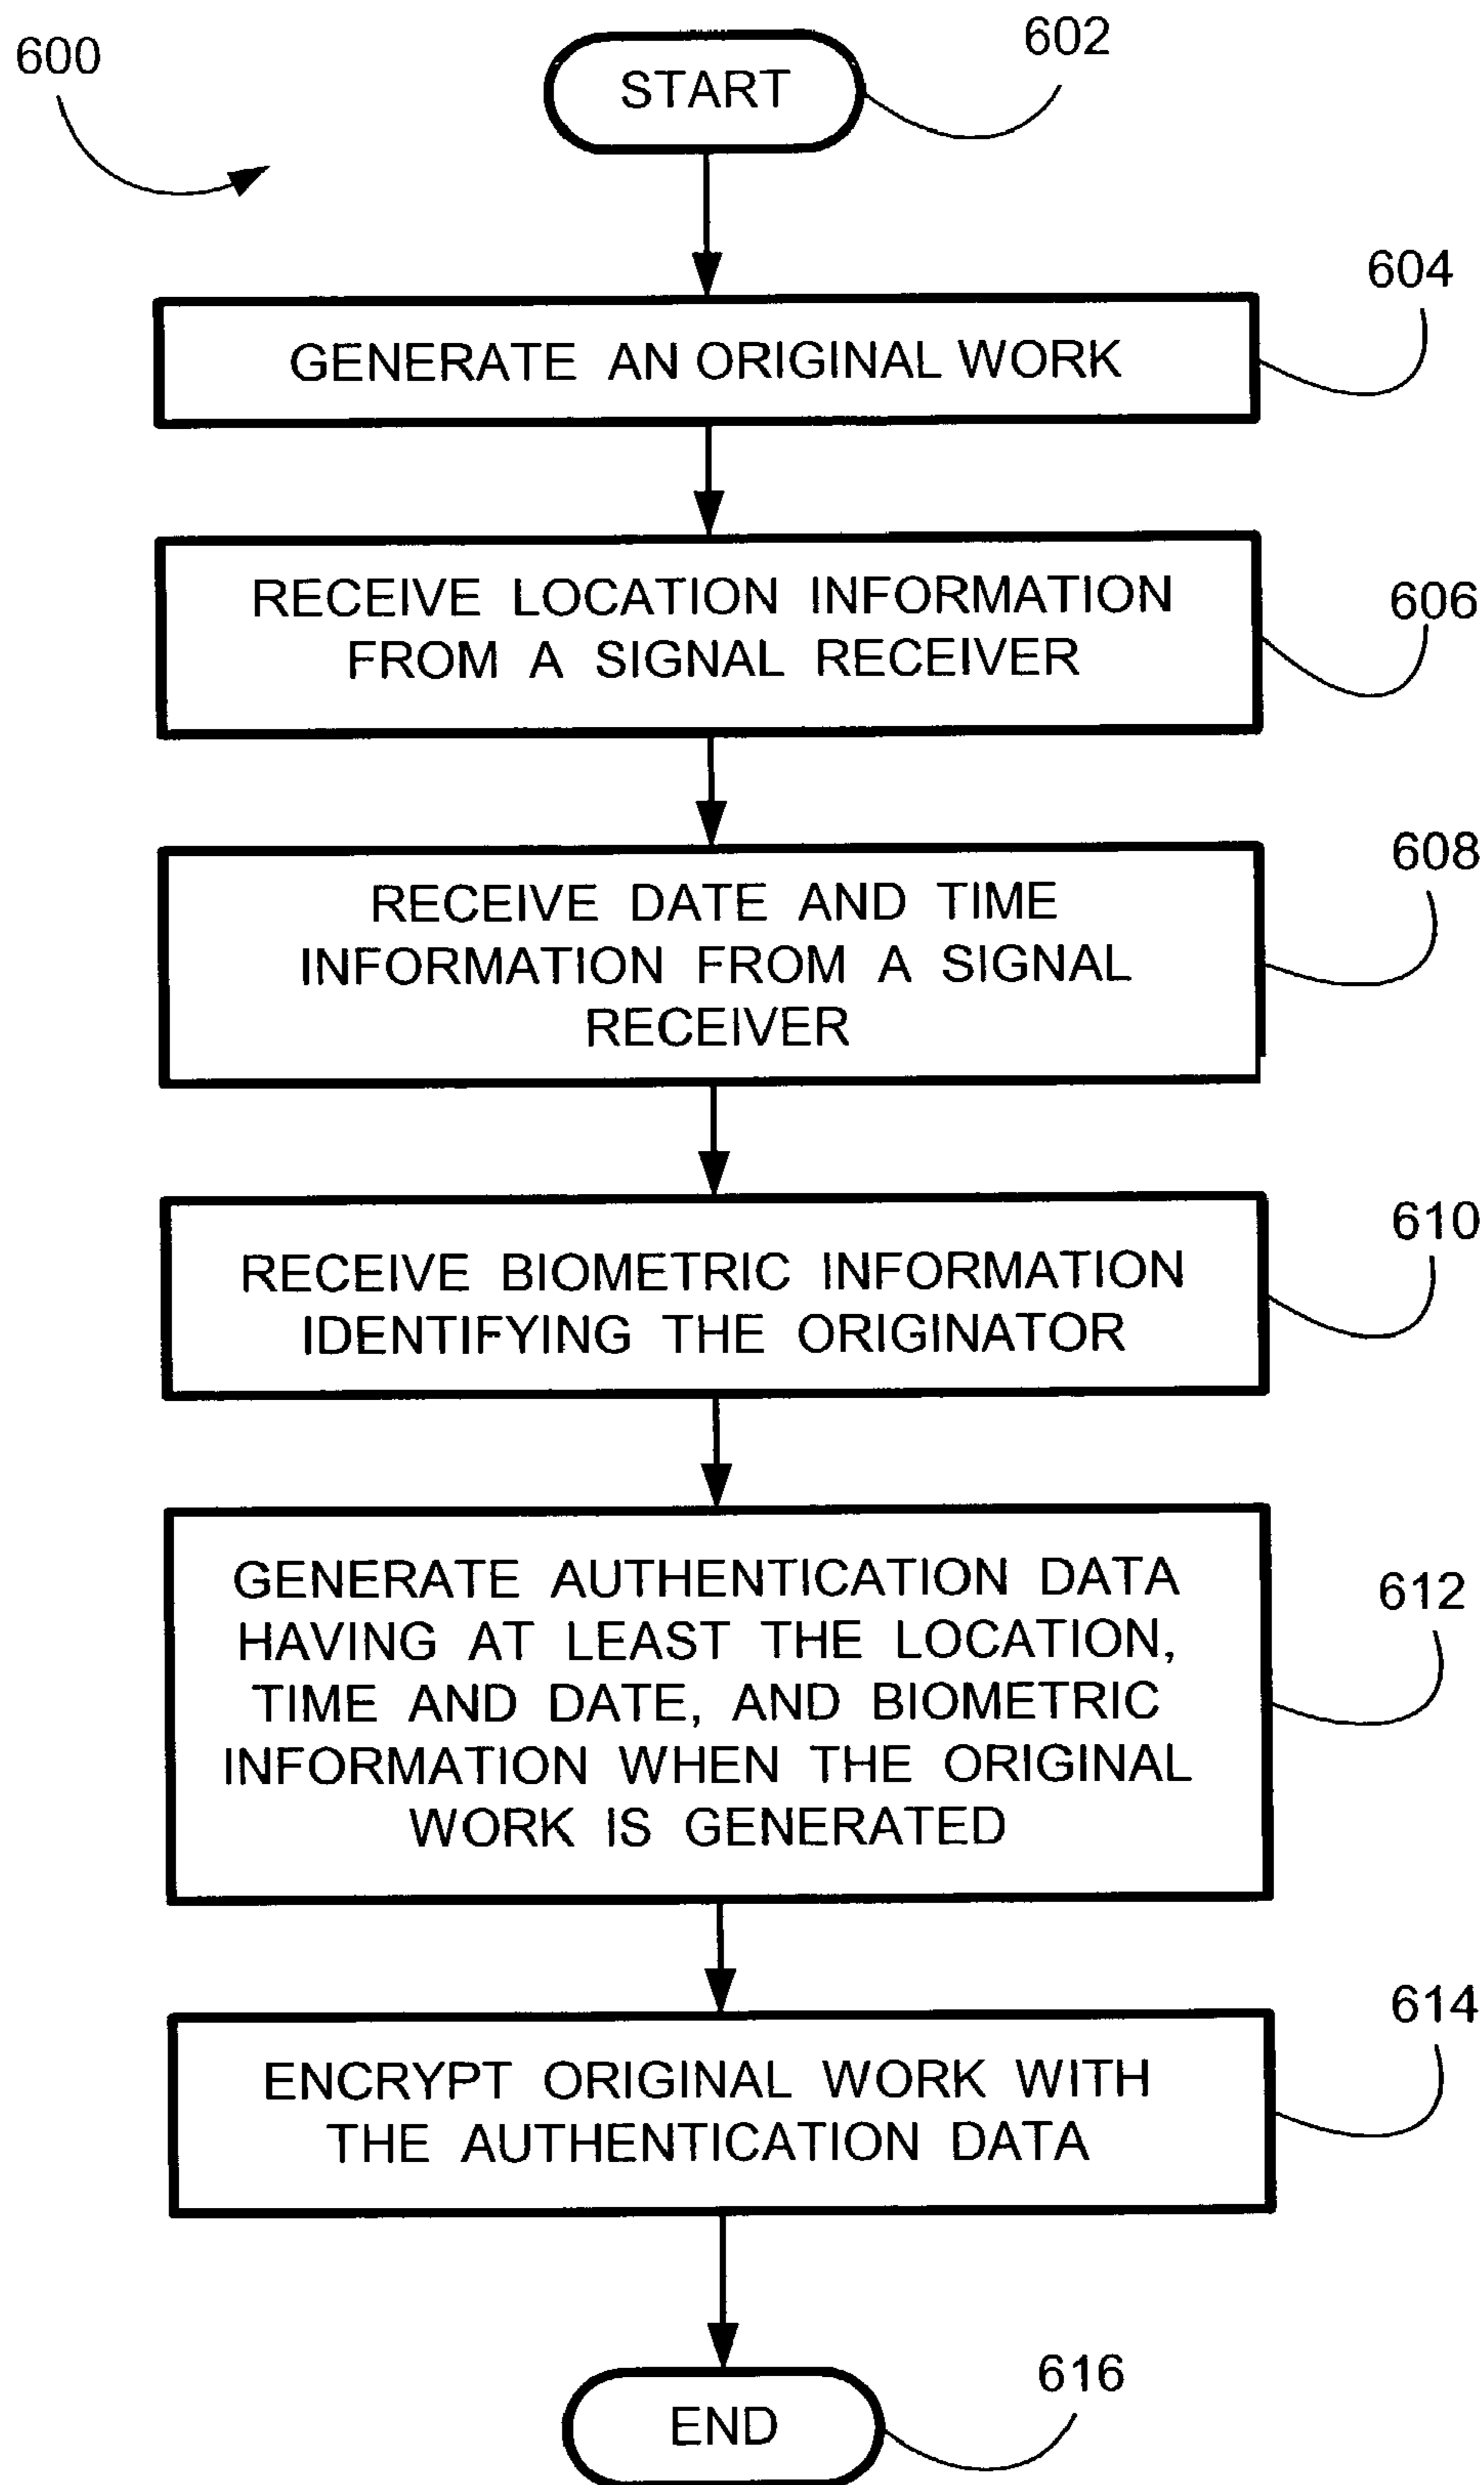 600
602
START
604
GENERATE AN ORIGINAL WORK
606
RECEIVE LOCATION INFORMATION
FROM A SIGNAL RECEIVER
608
RECEIVE DATE AND TIME
INFORMATION FROM A SIGNAL
RECEIVER
610
RECEIVE BIOMETRIC INFORMATION
IDENTIFYING THE ORIGINATOR
612
GENERATE AUTHENTICATION DATA
HAVING AT LEAST THE LOCATION,
TIME AND DATE, AND BIOMETRIC
INFORMATION WHEN THE ORIGINAL
WORK IS GENERATED
614
ENCRYPT ORIGINAL WORK WITH
THE AUTHENTICATION DATA
616
END